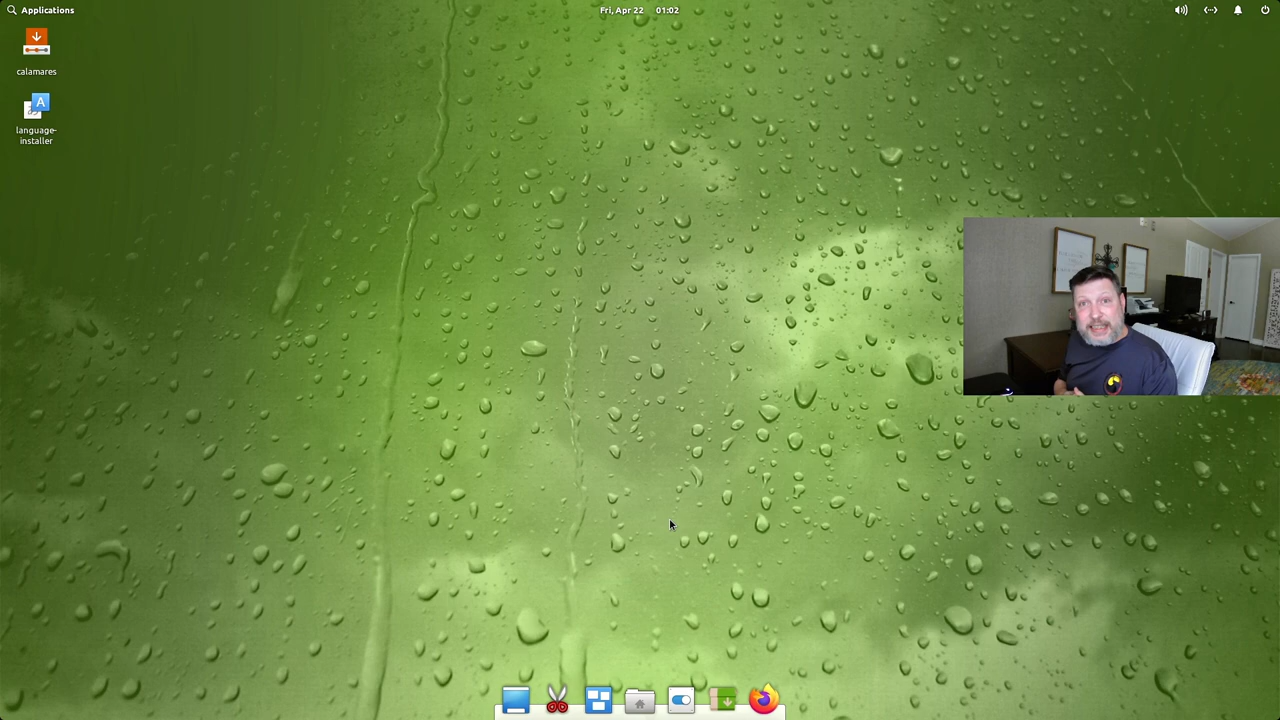 Applications
Fri, Apr 22 01:02
calamares
A
language-
installer